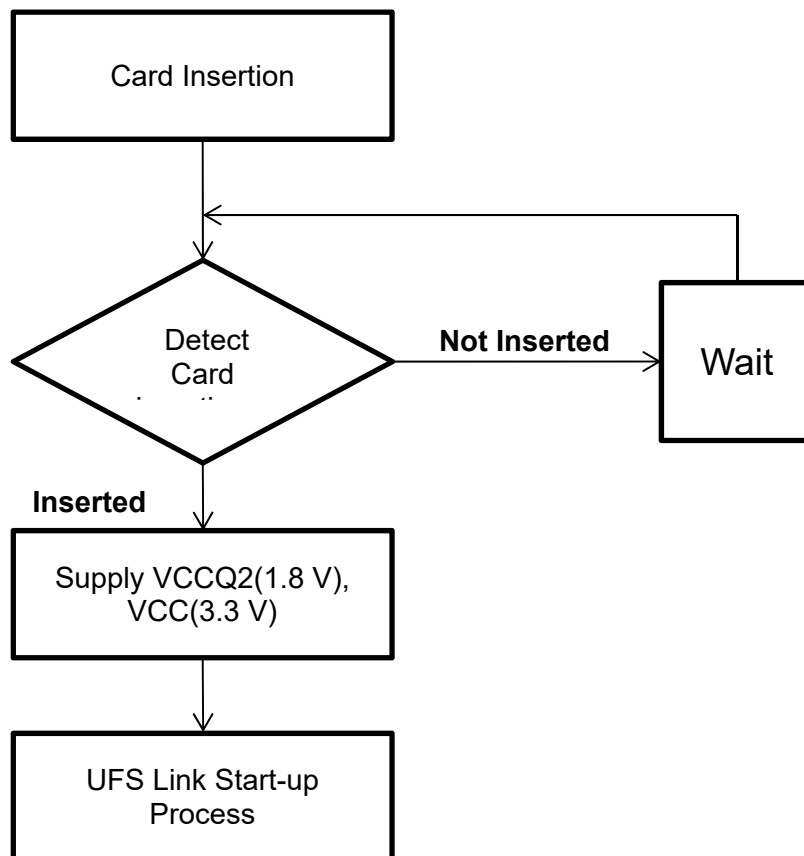 Card Insertion
Detect
Card
Not Inserted
Wait
Inserted
Supply VCCQ2(1.8 V),
VCC(3.3 V)
UFS Link Start-up
Process